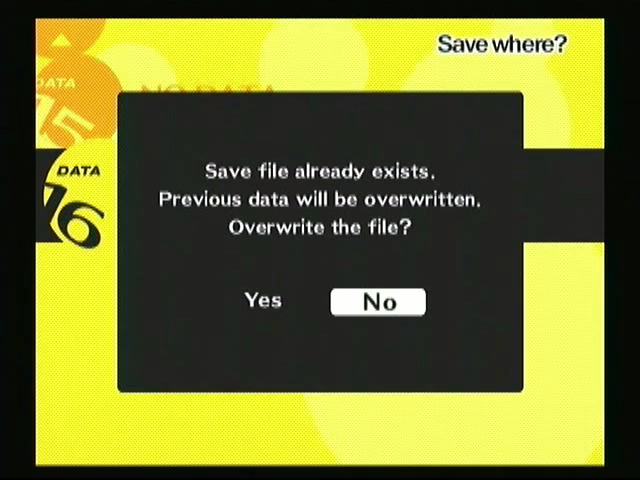 Save where?
DATA
15
NO DATA
DATA
16
Save file already exists.
Previous data will be overwritten.
Overwrite the file?
Yes
No